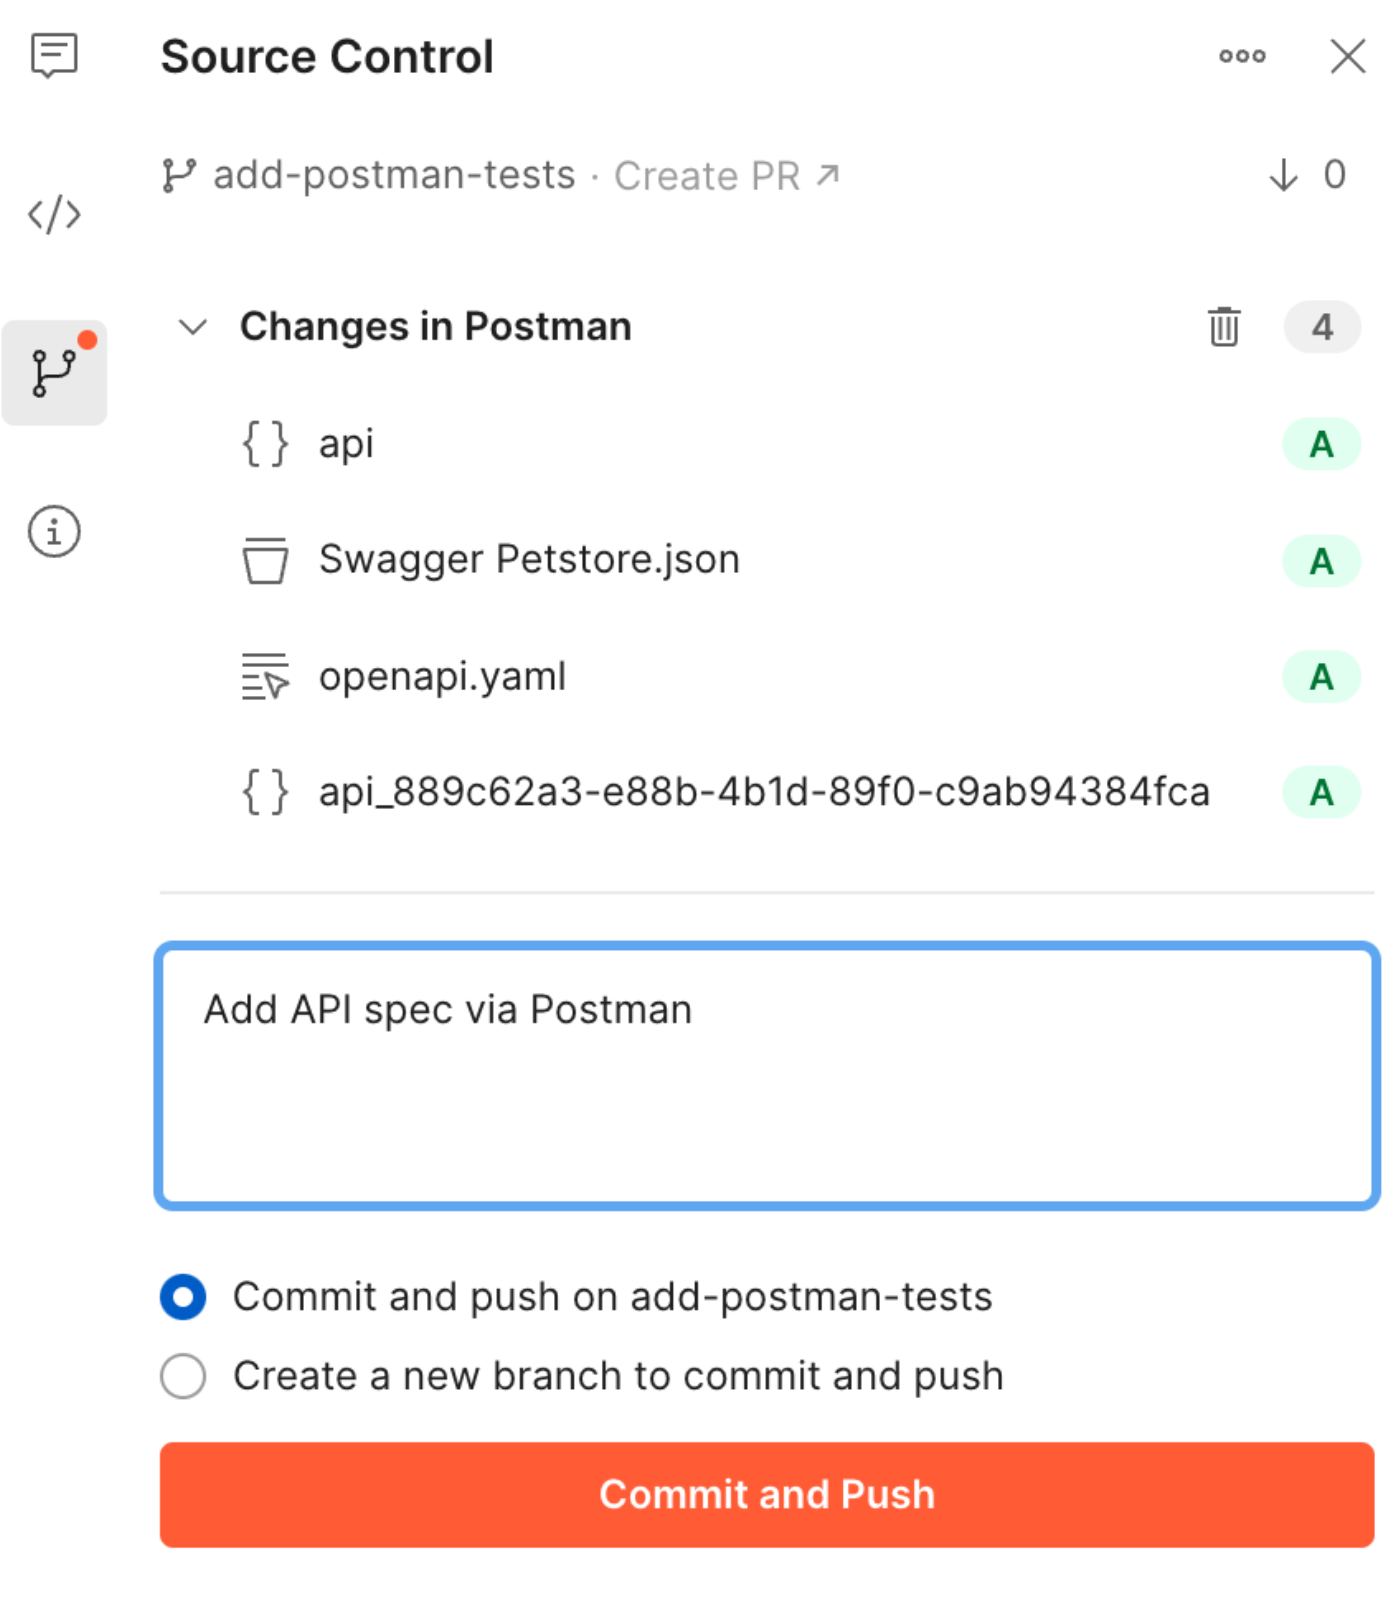 Source Control
add-postman-tests · Create PR ↗ ↓ 0
Changes in Postman 4
{ } api A
Swagger Petstore.json A
openapi.yaml A
{ } api_889c62a3-e88b-4b1d-89f0-c9ab94384fca A
Add API spec via Postman
Commit and push on add-postman-tests
Create a new branch to commit and push
Commit and Push